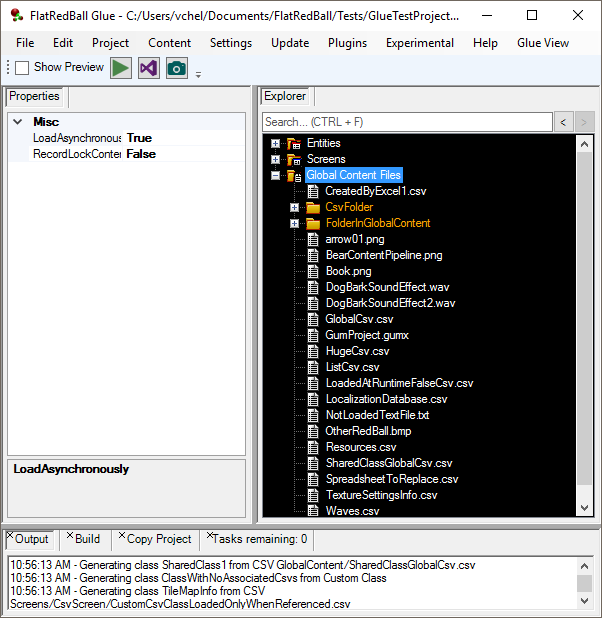 FlatRedBall Glue - C:/Users/vchel/Documents/FlatRedBall/Tests/GlueTestProject...
File Edit Project Content Settings Update Plugins Experimental Help Glue View
Show Preview
Properties
Misc
LoadAsynchronous True
RecordLockConter False
LoadAsynchronously
Explorer
Search... (CTRL + F)
< >
Entities
Screens
Global Content Files
CreatedByExcel1.csv
CsvFolder
FolderInGlobalContent
arrow01.png
BearContentPipeline.png
Book.png
DogBarkSoundEffect.wav
DogBarkSoundEffect2.wav
GlobalCsv.csv
GumProject.gumx
HugeCsv.csv
ListCsv.csv
LoadedAtRuntimeFalseCsv.csv
LocalizationDatabase.csv
NotLoadedTextFile.txt
OtherRedBall.bmp
Resources.csv
SharedClassGlobalCsv.csv
SpreadsheetToReplace.csv
TextureSettingsInfo.csv
Waves.csv
Output Build Copy Project Tasks remaining: 0
10:56:13 AM - Generating class SharedClass1 from CSV GlobalContent/SharedClassGlobalCsv.csv
10:56:13 AM - Generating class ClassWithNoAssociatedCsvs from Custom Class
10:56:13 AM - Generating class TileMapInfo from CSV
Screens/CsvScreen/CustomCsvClassLoadedOnlyWhenReferenced.csv